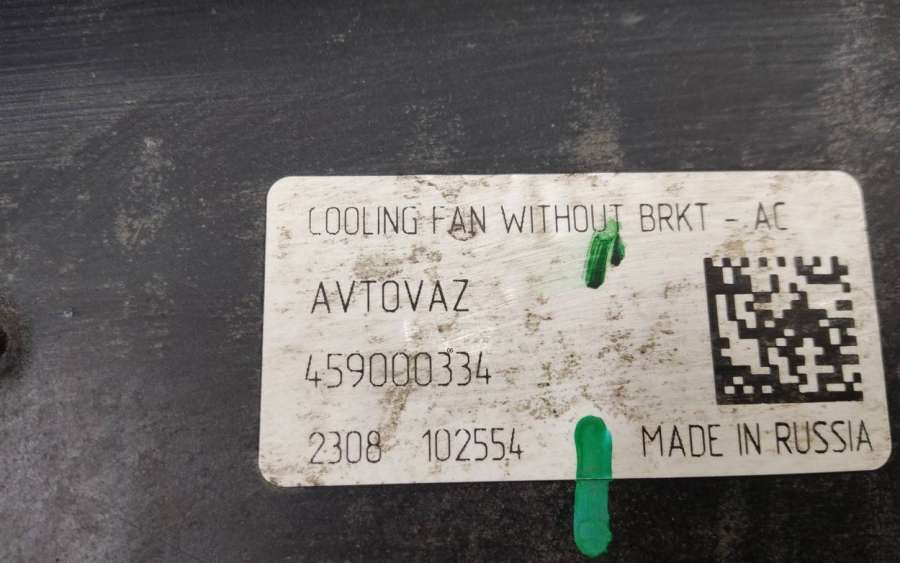 COOLING FAN WITHOUT BRKT - AC
AVTOVAZ
459000334
2308 102554 MADE IN RUSSIA